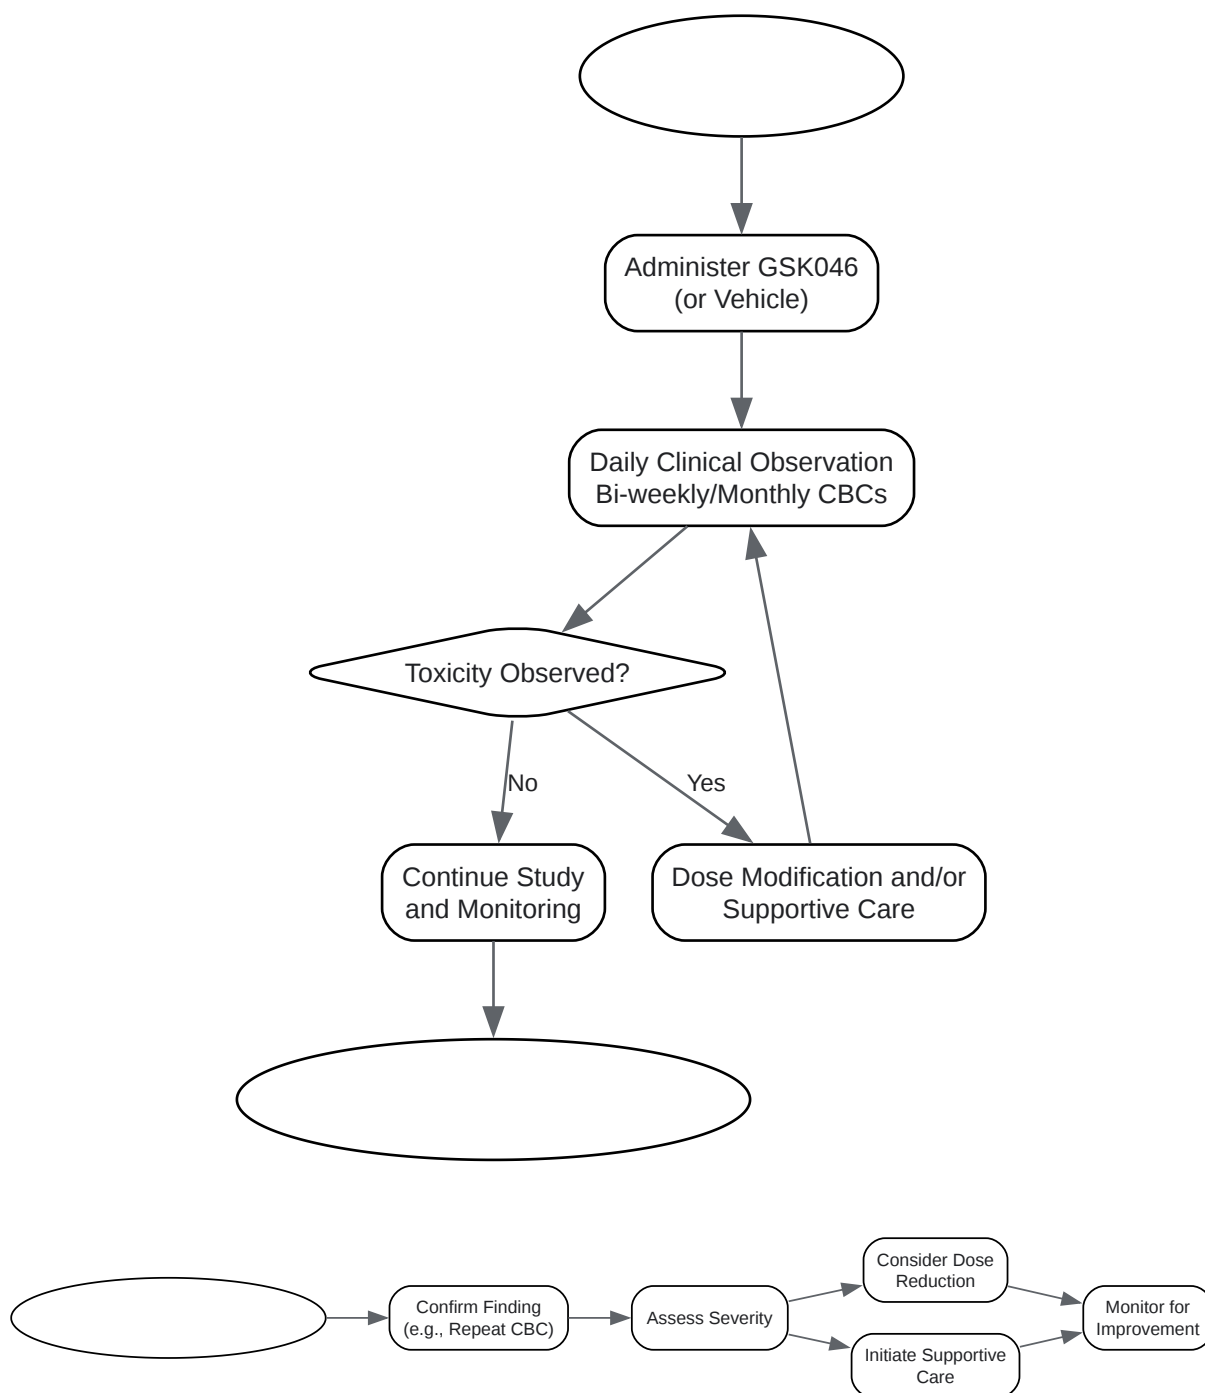 Administer GSK046
(or Vehicle)
Daily Clinical Observation
Bi-weekly/Monthly CBCs
Toxicity Observed?
No
Yes
Continue Study
and Monitoring
Dose Modification and/or
Supportive Care
Confirm Finding
(e.g., Repeat CBC)
Assess Severity
Consider Dose
Reduction
Initiate Supportive
Care
Monitor for
Improvement